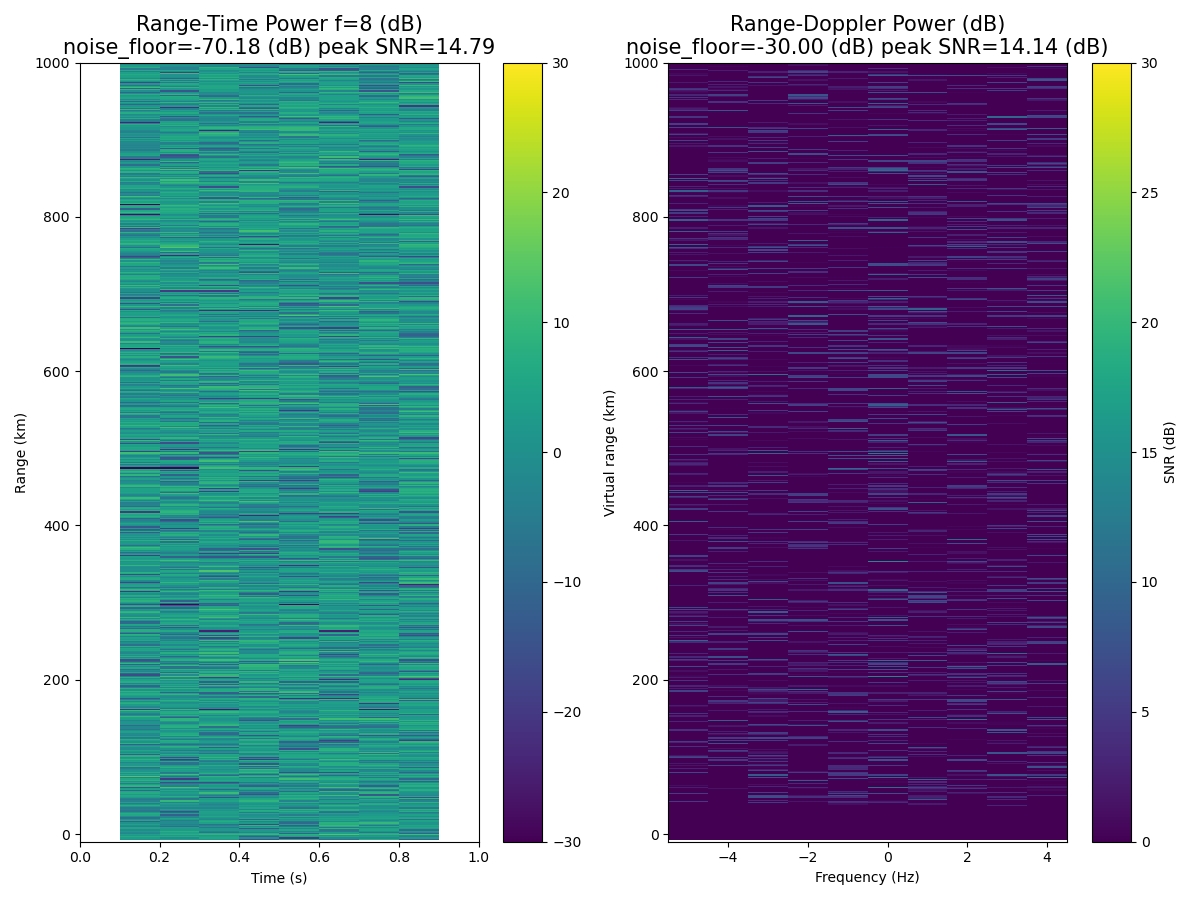 Range-Time Power f=8 (dB)
noise_floor=-70.18 (dB) peak SNR=14.79
Range (km)
1000
800
600
400
200
0
0.0 0.2 0.4 0.6 0.8 1.0
Time (s)
30
20
10
0
−10
−20
−30
Range-Doppler Power (dB)
noise_floor=-30.00 (dB) peak SNR=14.14 (dB)
Virtual range (km)
1000
800
600
400
200
0
−4 −2 0 2 4
Frequency (Hz)
30
25
20
15
10
5
0
SNR (dB)